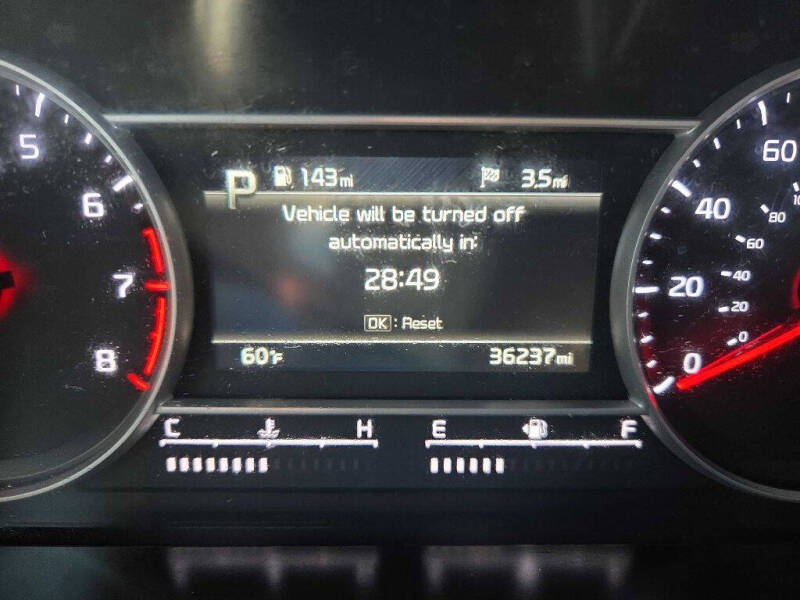 5
6
7
8
P 143mi 3.5mi
Vehicle will be turned off
automatically in:
28:49
OK : Reset
60°F 36237mi
C H E F
60
40
20
0
80
60
40
20
0